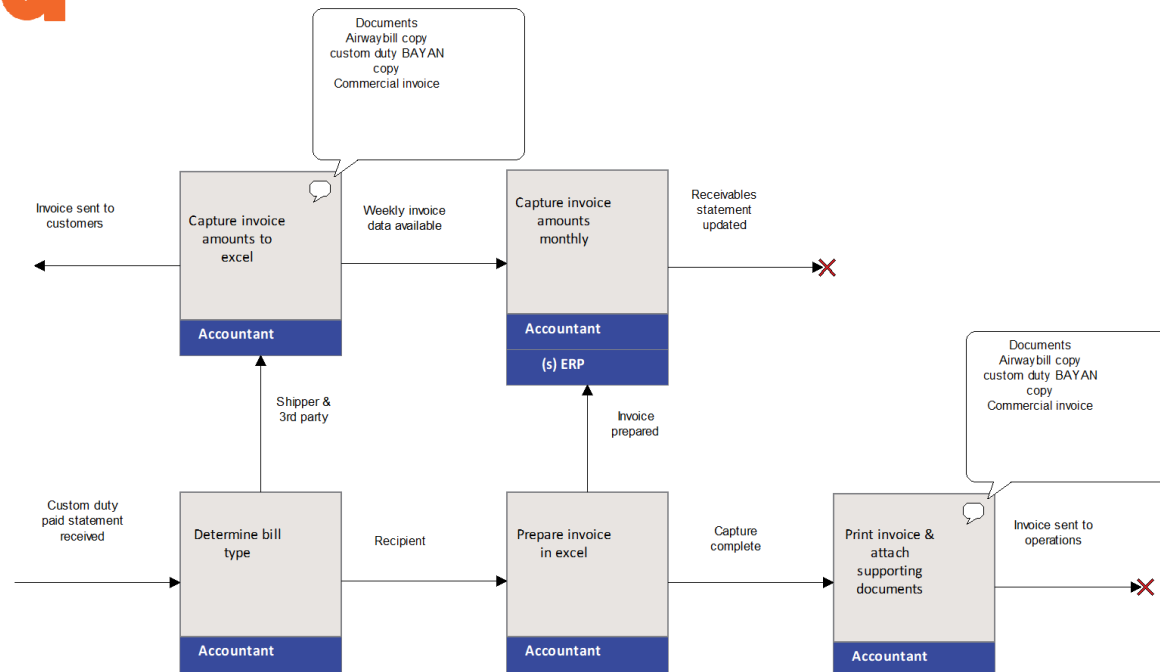 Documents
Airwaybill copy
custom duty BAYAN
copy
Commercial invoice
Invoice sent to
customers
Capture invoice
amounts to
excel
Accountant
Weekly invoice
data available
Capture invoice
amounts
monthly
Accountant
(s) ERP
Receivables
statement
updated
Shipper &
3rd party
Invoice
prepared
Documents
Airwaybill copy
custom duty BAYAN
copy
Commercial invoice
Custom duty
paid statement
received
Determine bill
type
Accountant
Recipient
Prepare invoice
in excel
Accountant
Capture
complete
Print invoice &
attach
supporting
documents
Accountant
Invoice sent to
operations